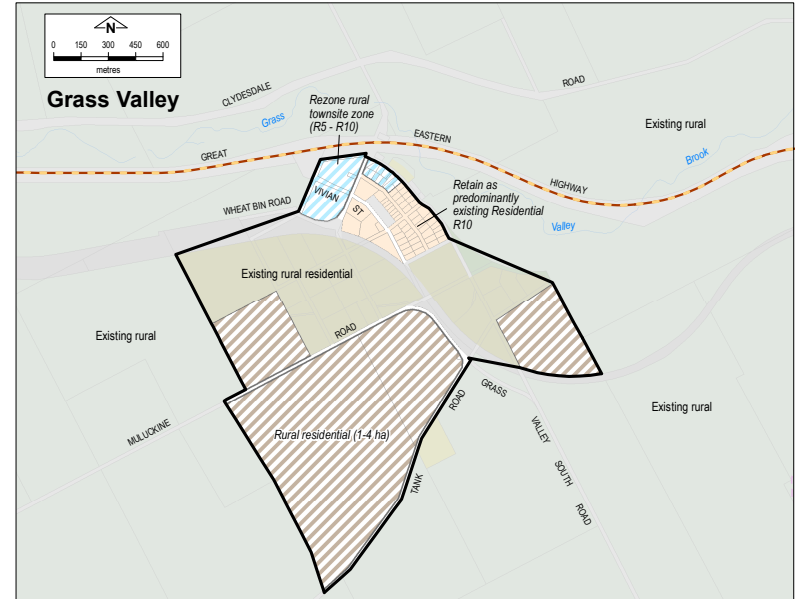 N
0 150 300 450 600
metres
Grass Valley
CLYDESDALE
ROAD
Grass
Rezone rural
townsite zone
(R5 - R10)
Existing rural
GREAT
EASTERN
HIGHWAY
Brook
Valley
WHEAT BIN ROAD
VIVIAN
ST
Retain as
predominantly
existing Residential
R10
Existing rural residential
Existing rural
ROAD
MULUCKINE
Rural residential (1-4 ha)
ROAD
TANK
GRASS
VALLEY
SOUTH
ROAD
Existing rural